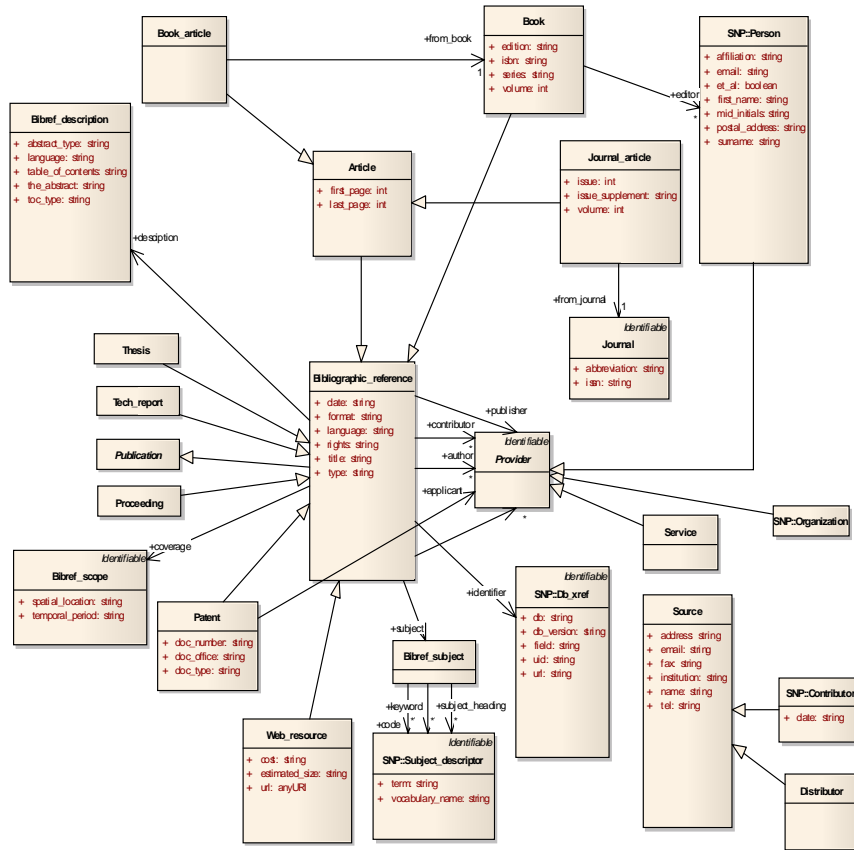 Book_article
+from_book
1
Book
+ edition: string
+ isbn: string
+ series: string
+ volume: int
+editor
*
SNP::Person
+ affiliation: string
+ email: string
+ et_al: boolean
+ first_name: string
+ mid_initials: string
+ postal_address: string
+ surname: string
Bibref_description
+ abstract_type: string
+ language: string
+ table_of_contents: string
+ the_abstract: string
+ toc_type: string
+desciption
Article
+ first_page: int
+ last_page: int
Journal_article
+ issue: int
+ issue_supplement: string
+ volume: int
+from_journal
1
Identifiable
Journal
+ abbreviation: string
+ issn: string
Thesis
Tech_report
Publication
Proceeding
Bibliographic_reference
+ date: string
+ format: string
+ language: string
+ rights: string
+ title: string
+ type: string
+publisher
+contributor
*
+author
*
+applicant
*
Identifiable
Provider
SNP::Organization
Service
+coverage
Identifiable
Bibref_scope
+ spatial_location: string
+ temporal_period: string
Patent
+ doc_number: string
+ doc_office: string
+ doc_type: string
+identifier
Identifiable
SNP::Db_xref
+ db: string
+ db_version: string
+ field: string
+ uid: string
+ url: string
+subject
Bibref_subject
+keyword
+subject_heading
+code
*
*
*
Identifiable
SNP::Subject_descriptor
+ term: string
+ vocabulary_name: string
Web_resource
+ cost: string
+ estimated_size: string
+ url: anyURI
Source
+ address: string
+ email: string
+ fax: string
+ institution: string
+ name: string
+ tel: string
SNP::Contributor
+ date: string
Distributor